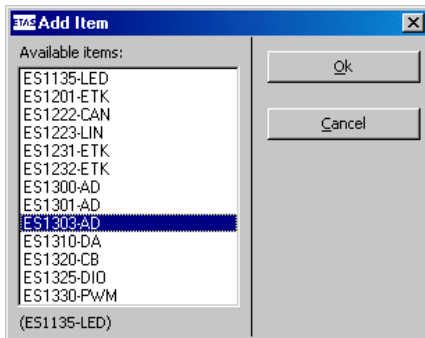 ETAS Add Item
Available items:
ES1135-LED
ES1201-ETK
ES1222-CAN
ES1223-LIN
ES1231-ETK
ES1232-ETK
ES1300-AD
ES1301-AD
ES1303-AD
ES1310-DA
ES1320-CB
ES1325-DIO
ES1330-PWM
(ES1135-LED)
Ok
Cancel